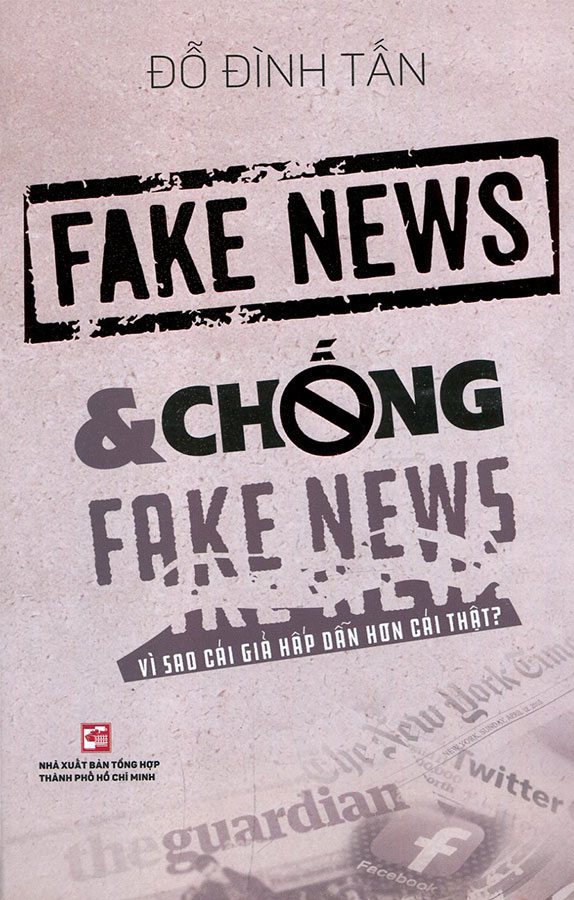 ĐỖ ĐÌNH TẤN
FAKE NEWS
&CHỐNG
FAKE NEWS
VÌ SAO CÁI GIẢ HẤP DẪN HƠN CÁI THẬT?
NHÀ XUẤT BẢN TỔNG HỢP
THÀNH PHỐ HỒ CHÍ MINH
The New York Times
Twitter
theguardian
f
Facebook